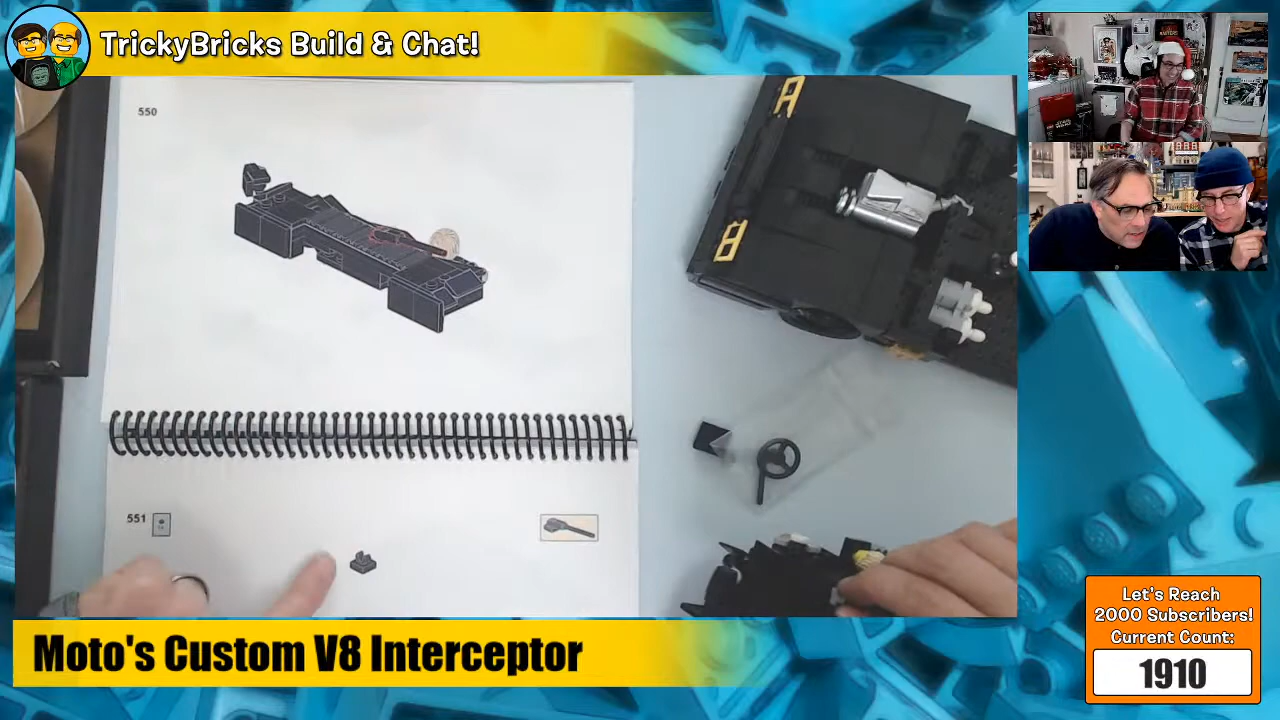 TrickyBricks Build & Chat!
550
551
Moto's Custom V8 Interceptor
Let's Reach
2000 Subscribers!
Current Count:
1910